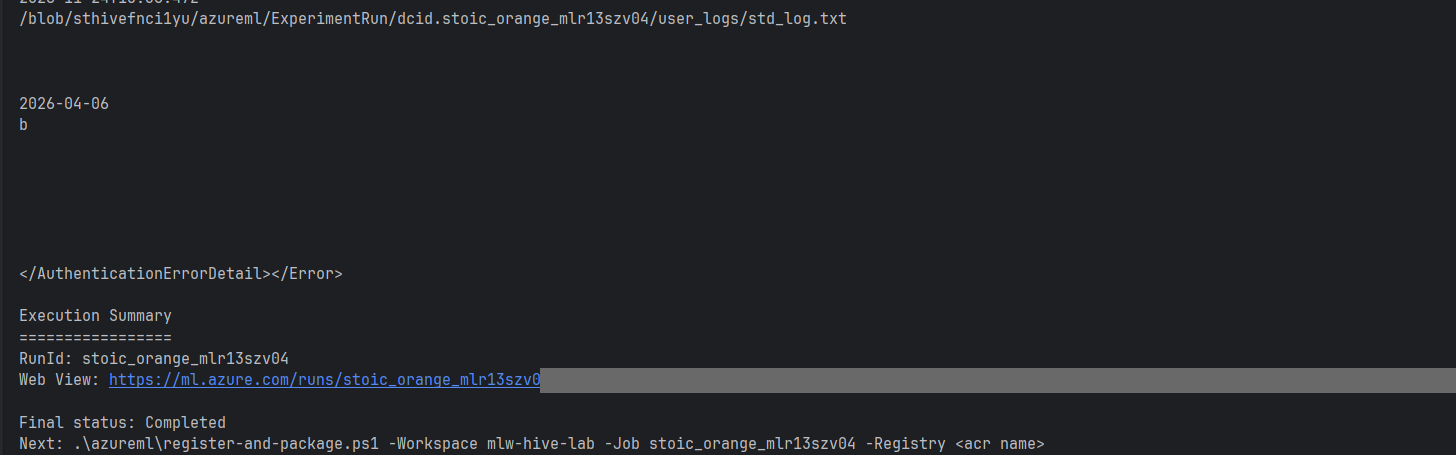 /blob/sthivefnci1yu/azureml/ExperimentRun/dcid.stoic_orange_mlr13szv04/user_logs/std_log.txt
2026-04-06
b
</AuthenticationErrorDetail></Error>
Execution Summary
=================
RunId: stoic_orange_mlr13szv04
Web View: https://ml.azure.com/runs/stoic_orange_mlr13szv0
Final status: Completed
Next: .\azureml\register-and-package.ps1 -Workspace mlw-hive-lab -Job stoic_orange_mlr13szv04 -Registry <acr name>